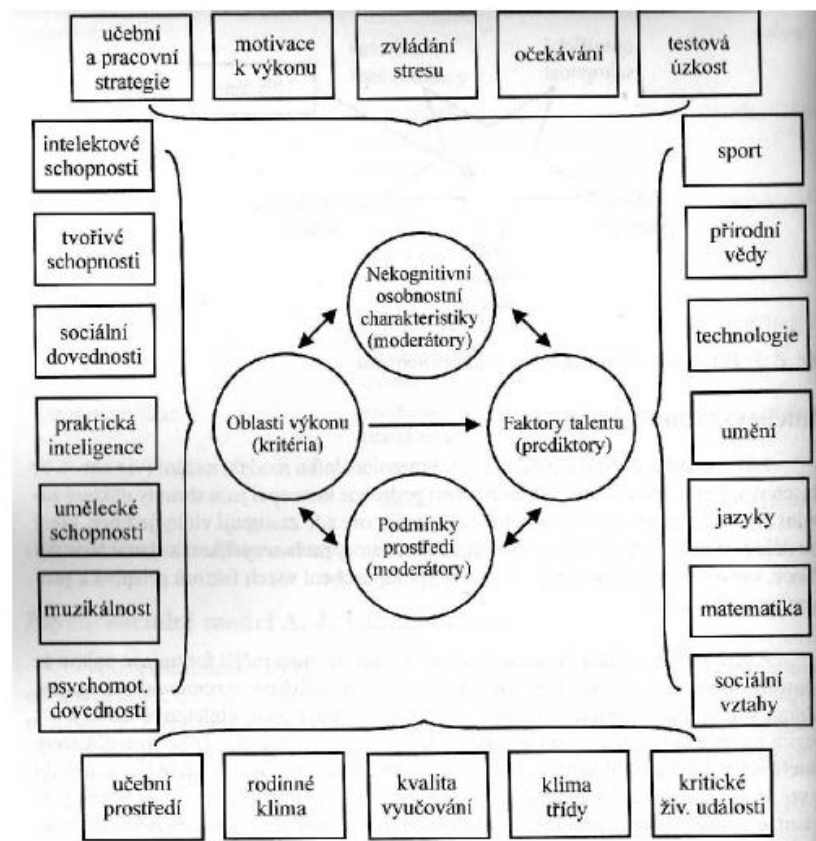 učební
a pracovní
strategie
motivace
k výkonu
zvládání
stresu
očekávání
testová
úzkost
intelektové
schopnosti
tvořivé
schopnosti
sociální
dovednosti
praktická
inteligence
umělecké
schopnosti
muzikálnost
psychomot.
dovednosti
Nekognitivní
osobnostní
charakteristiky
(moderátory)
Oblasti výkonu
(kritéria)
Faktory talentu
(prediktory)
Podmínky
prostředí
(moderátory)
sport
přírodní
vědy
technologie
umění
jazyky
matematika
sociální
vztahy
učební
prostředí
rodinné
klima
kvalita
vyučování
klima
třídy
kritické
živ. události